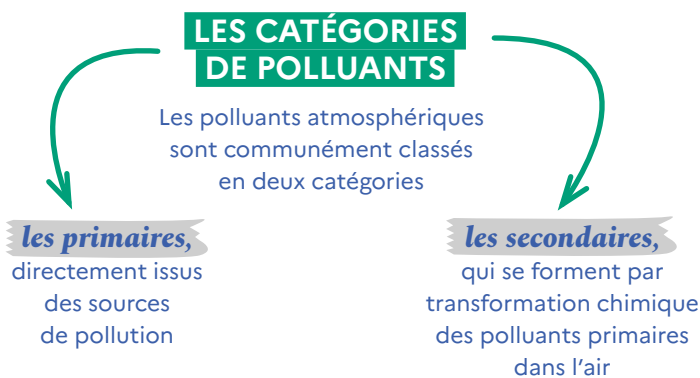 LES CATÉGORIES
DE POLLUANTS
Les polluants atmosphériques
sont communément classés
en deux catégories
les primaires,
directement issus
des sources
de pollution
les secondaires,
qui se forment par
transformation chimique
des polluants primaires
dans l'air